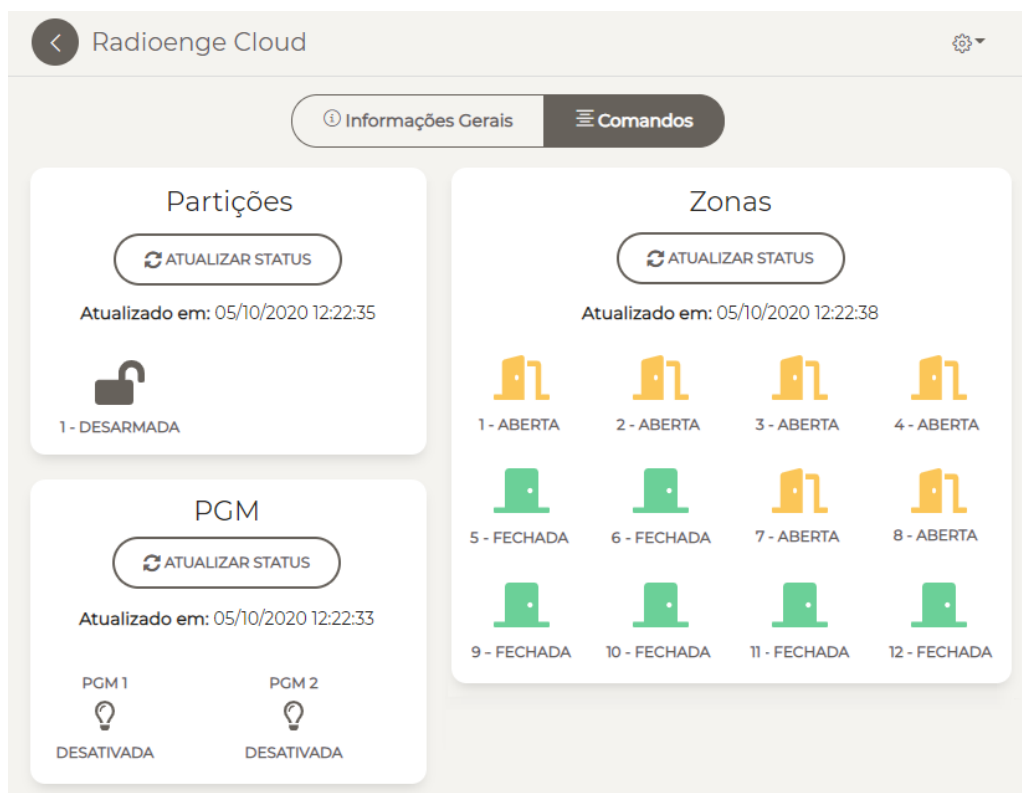 Radioenge Cloud
Informações Gerais
Comandos
Partições
ATUALIZAR STATUS
Atualizado em: 05/10/2020 12:22:35
1 - DESARMADA
PGM
ATUALIZAR STATUS
Atualizado em: 05/10/2020 12:22:33
PGM 1 PGM 2
DESATIVADA DESATIVADA
Zonas
ATUALIZAR STATUS
Atualizado em: 05/10/2020 12:22:38
1 - ABERTA 2 - ABERTA 3 - ABERTA 4 - ABERTA
5 - FECHADA 6 - FECHADA 7 - ABERTA 8 - ABERTA
9 - FECHADA 10 - FECHADA 11 - FECHADA 12 - FECHADA